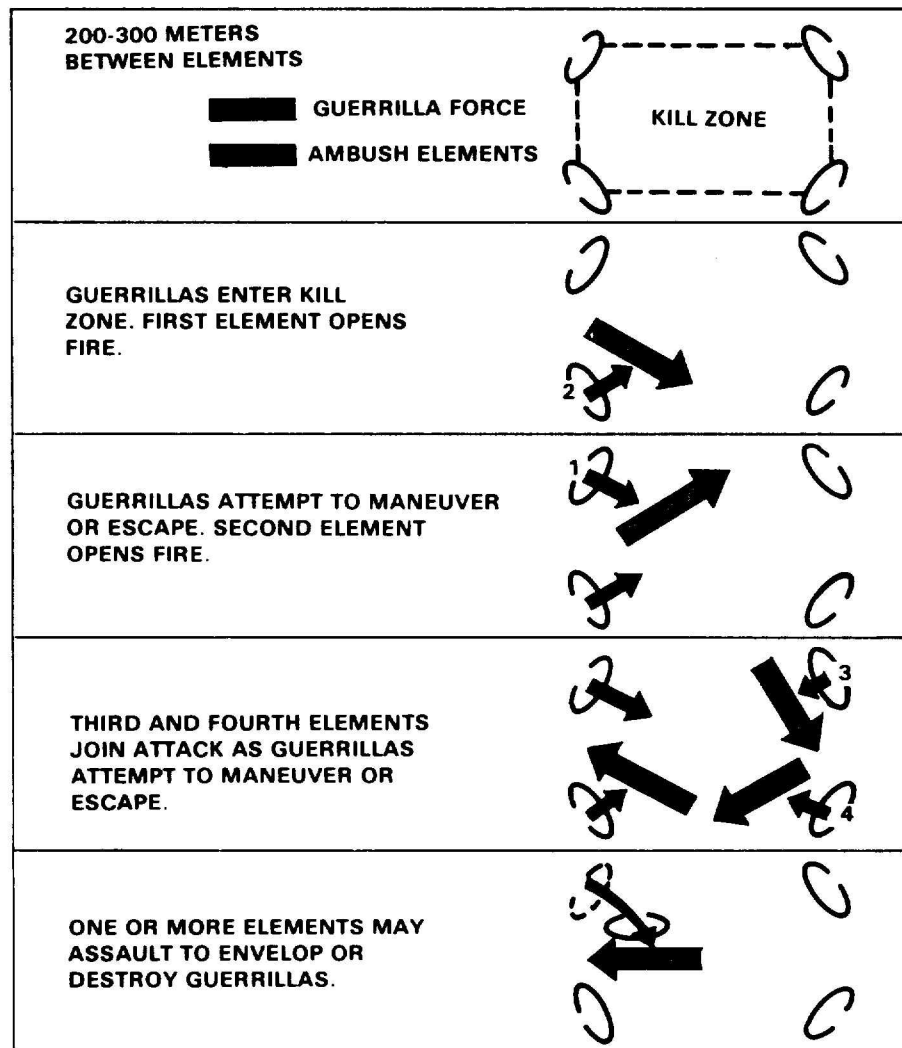 200-300 METERS
BETWEEN ELEMENTS
GUERRILLA FORCE
AMBUSH ELEMENTS
KILL ZONE
GUERRILLAS ENTER KILL
ZONE. FIRST ELEMENT OPENS
FIRE.
2
GUERRILLAS ATTEMPT TO MANEUVER
OR ESCAPE. SECOND ELEMENT
OPENS FIRE.
1
THIRD AND FOURTH ELEMENTS
JOIN ATTACK AS GUERRILLAS
ATTEMPT TO MANEUVER OR
ESCAPE.
3
4
ONE OR MORE ELEMENTS MAY
ASSAULT TO ENVELOP OR
DESTROY GUERRILLAS.